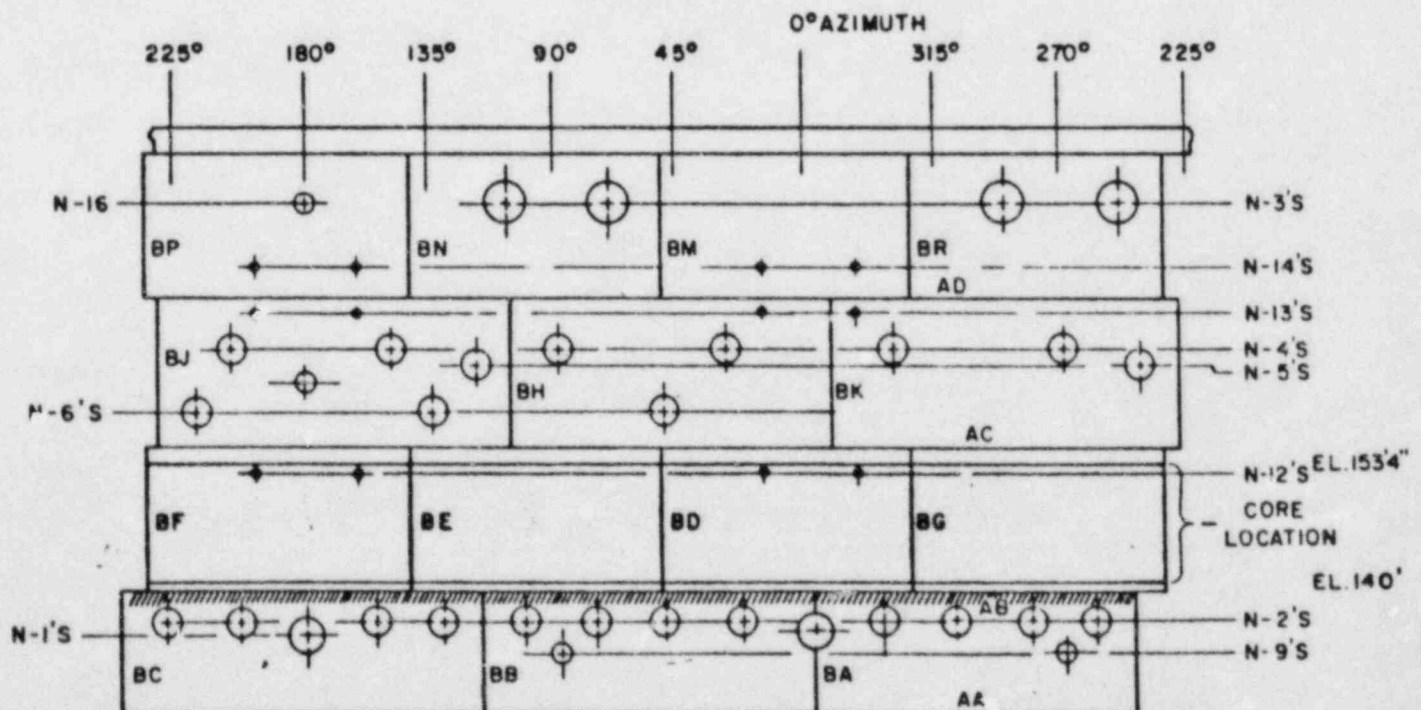 0° AZIMUTH
225° 180° 135° 90° 45° 315° 270° 225°
N-16
N-3'S
BP BN BM BR
N-14'S
AD
N-13'S
N-4'S
BJ
N-5'S
BH BK
N-6'S
AC
N-12'S EL.153'4"
BF BE BD BG
CORE
LOCATION
EL.140'
AB
N-2'S
N-1'S
N-9'S
BC BB BA
AA